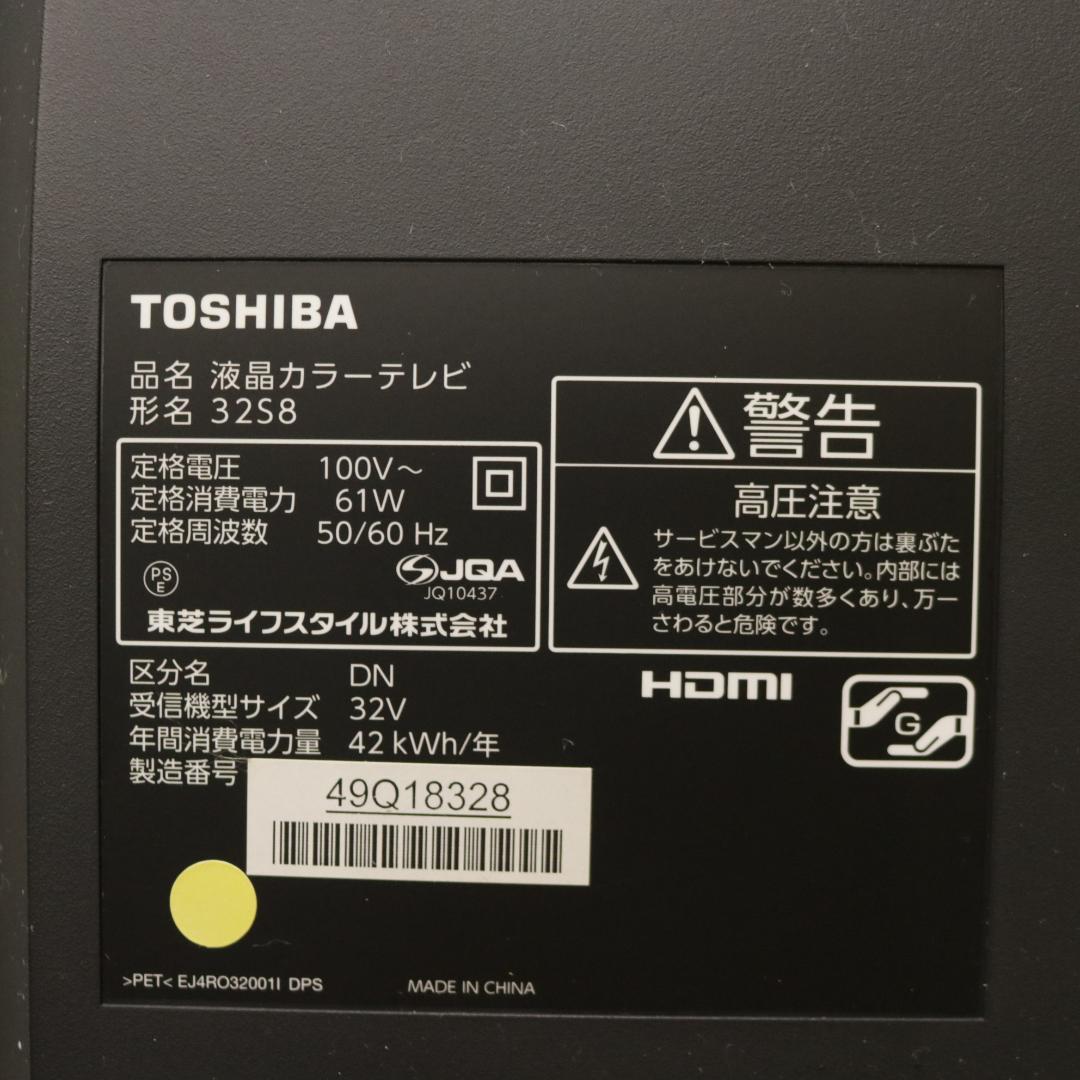 TOSHIBA
品名 液晶カラーテレビ
形名 32S8
定格電圧 100V～
定格消費電力 61W
定格周波数 50/60 Hz
PS
E
JQA
JQ10437
東芝ライフスタイル株式会社
警告
高圧注意
サービスマン以外の方は裏ぶた
をあけないでください。内部には
高電圧部分が数多くあり、万一
さわると危険です。
区分名 DN
受信機型サイズ 32V
年間消費電力量 42 kWh/年
製造番号
49Q18328
HDMI
G
>PET< EJ4RO32001I DPS
MADE IN CHINA